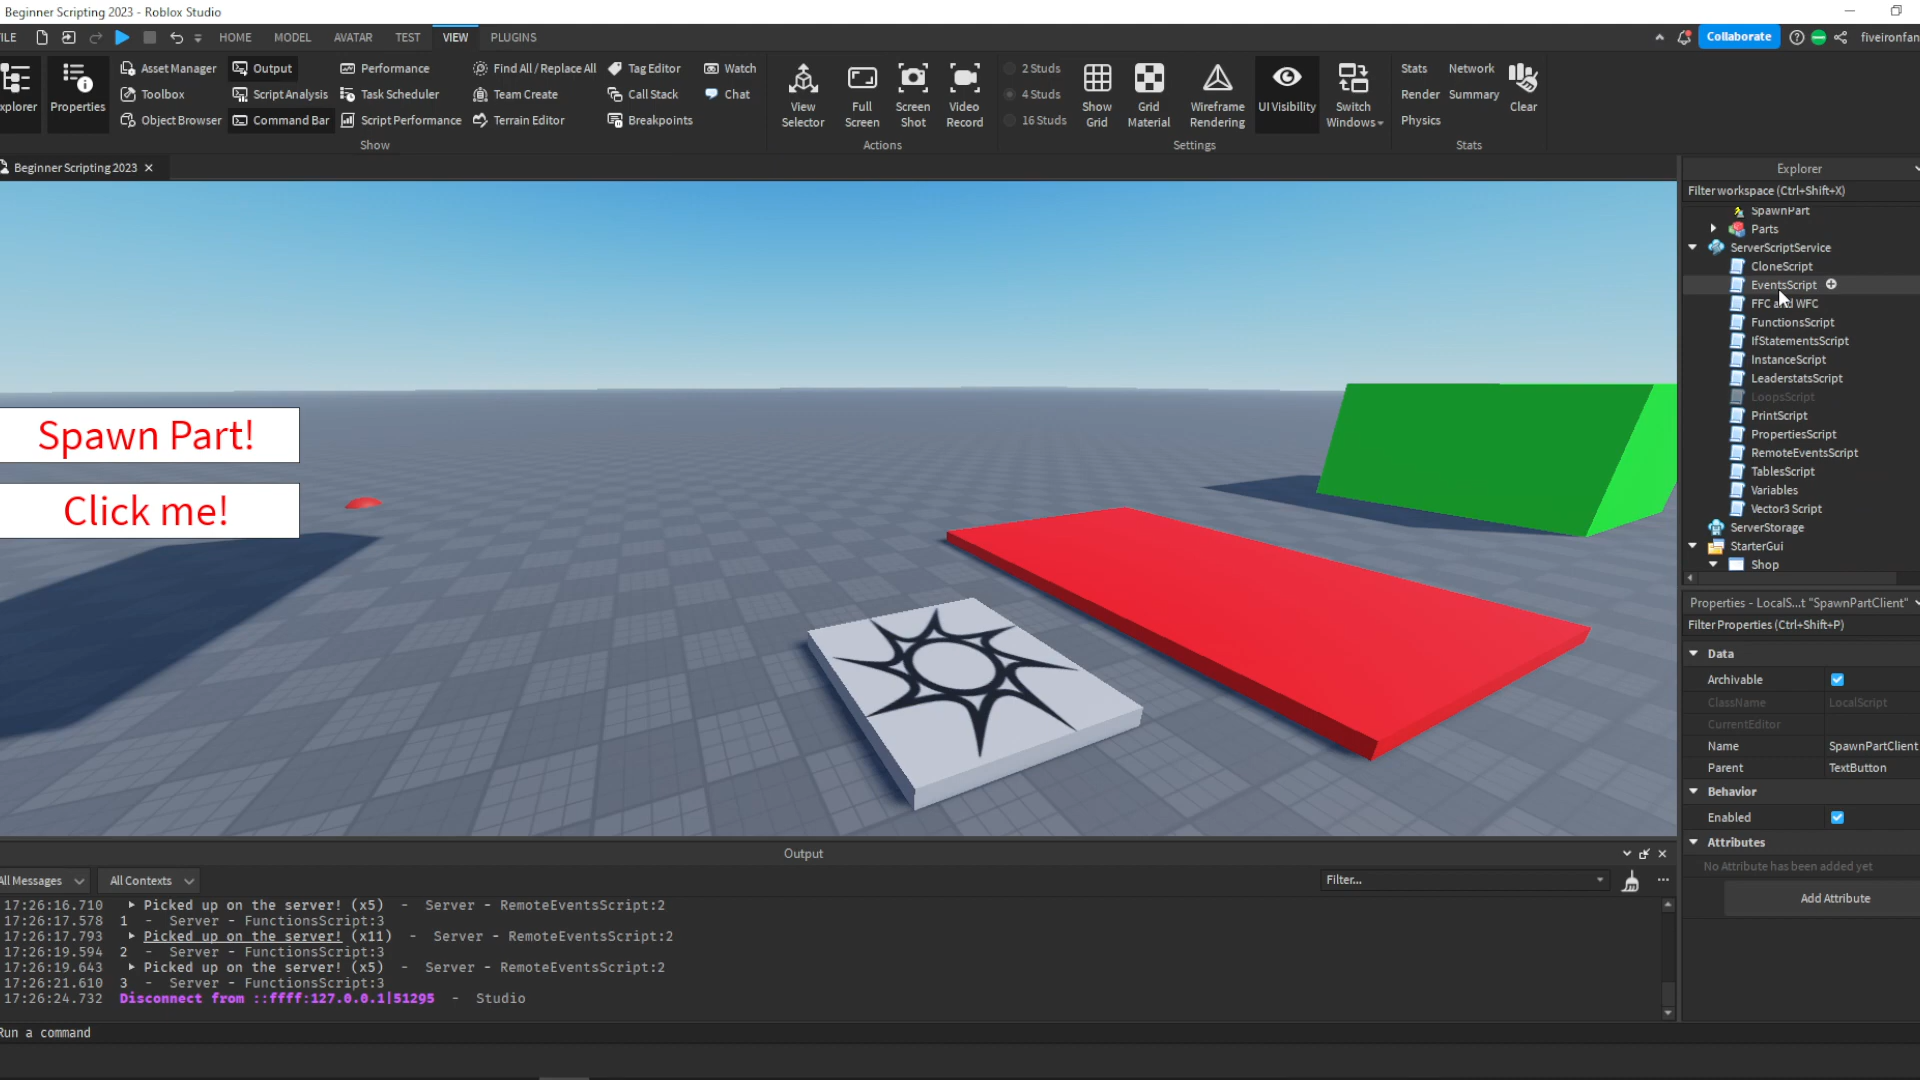 Beginner Scripting 2023 - Roblox Studio
ILE HOME MODEL AVATAR TEST VIEW PLUGINS Collaborate fiveironfan
xplorer
Properties
Asset Manager
Toolbox
Object Browser
Output
Script Analysis
Command Bar
Performance
Task Scheduler
Script Performance
Find All / Replace All
Team Create
Terrain Editor
Tag Editor
Call Stack
Breakpoints
Watch
Chat
Show
View
Selector
Full
Screen
Screen
Shot
Video
Record
Actions
2 Studs
4 Studs
16 Studs
Show
Grid
Grid
Material
Wireframe
Rendering
UI Visibility
Switch
Windows
Settings
Stats
Render
Physics
Network
Summary
Clear
Stats
Beginner Scripting 2023
Spawn Part!
Click me!
Explorer
Filter workspace (Ctrl+Shift+X)
SpawnPart
Parts
ServerScriptService
CloneScript
EventsScript
FFC and WFC
FunctionsScript
IfStatementsScript
InstanceScript
LeaderstatsScript
LoopsScript
PrintScript
PropertiesScript
RemoteEventsScript
TablesScript
Variables
Vector3 Script
ServerStorage
StarterGui
Shop
Properties - LocalS...t "SpawnPartClient"
Filter Properties (Ctrl+Shift+P)
Data
Archivable
ClassName LocalScript
CurrentEditor
Name SpawnPartClient
Parent TextButton
Behavior
Enabled
Attributes
No Attribute has been added yet
Add Attribute
Output
All Messages All Contexts Filter...
17:26:16.710 Picked up on the server! (x5) - Server - RemoteEventsScript:2
17:26:17.578 1 - Server - FunctionsScript:3
17:26:17.793 Picked up on the server! (x11) - Server - RemoteEventsScript:2
17:26:19.594 2 - Server - FunctionsScript:3
17:26:19.643 Picked up on the server! (x5) - Server - RemoteEventsScript:2
17:26:21.610 3 - Server - FunctionsScript:3
17:26:24.732 Disconnect from ::ffff:127.0.0.1|51295 - Studio
Run a command